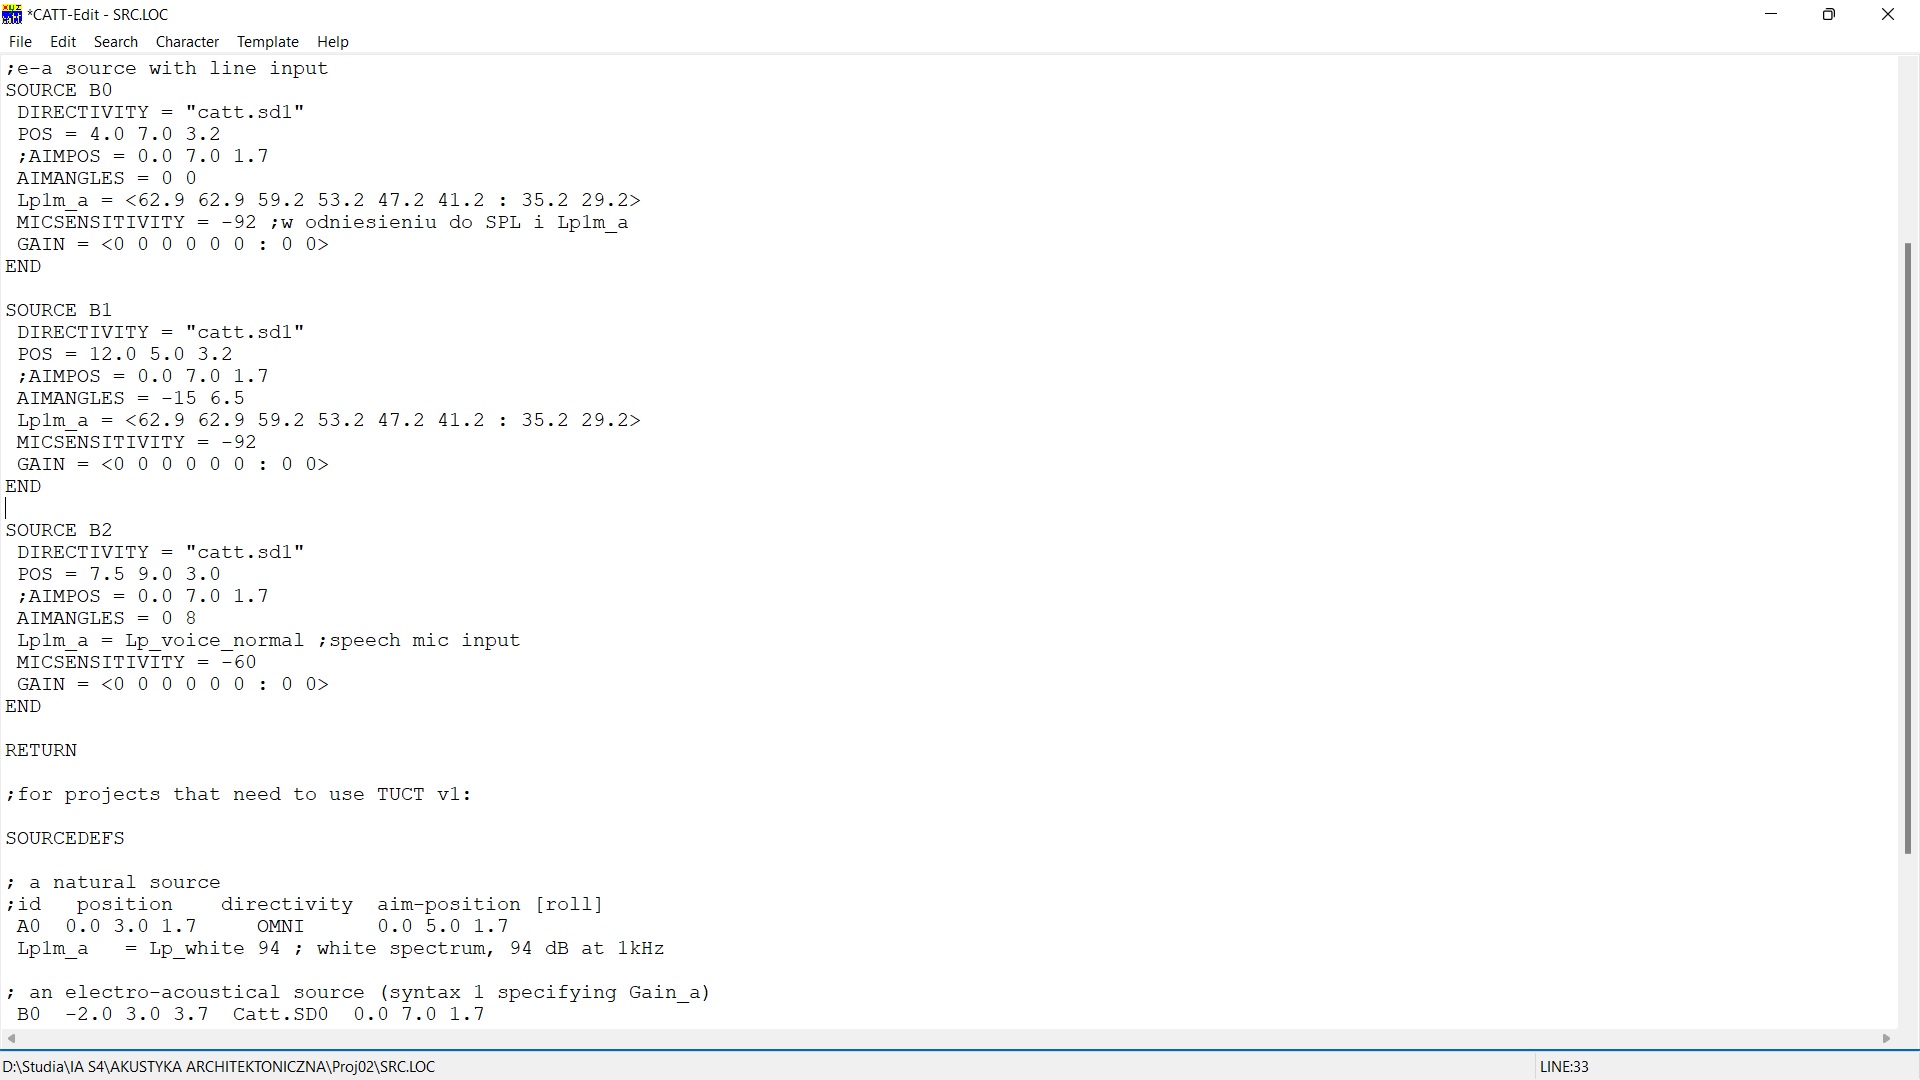 *CATT-Edit - SRC.LOC
File Edit Search Character Template Help
;e-a source with line input
SOURCE B0
DIRECTIVITY = "catt.sd1"
POS = 4.0 7.0 3.2
;AIMPOS = 0.0 7.0 1.7
AIMANGLES = 0 0
Lp1m_a = <62.9 62.9 59.2 53.2 47.2 41.2 : 35.2 29.2>
MICSENSITIVITY = -92 ;w odniesieniu do SPL i Lp1m_a
GAIN = <0 0 0 0 0 0 : 0 0>
END
SOURCE B1
DIRECTIVITY = "catt.sd1"
POS = 12.0 5.0 3.2
;AIMPOS = 0.0 7.0 1.7
AIMANGLES = -15 6.5
Lp1m_a = <62.9 62.9 59.2 53.2 47.2 41.2 : 35.2 29.2>
MICSENSITIVITY = -92
GAIN = <0 0 0 0 0 0 : 0 0>
END
SOURCE B2
DIRECTIVITY = "catt.sd1"
POS = 7.5 9.0 3.0
;AIMPOS = 0.0 7.0 1.7
AIMANGLES = 0 8
Lp1m_a = Lp_voice_normal ;speech mic input
MICSENSITIVITY = -60
GAIN = <0 0 0 0 0 0 : 0 0>
END
RETURN
;for projects that need to use TUCT v1:
SOURCEDEFS
; a natural source
;id position directivity aim-position [roll]
A0 0.0 3.0 1.7 OMNI 0.0 5.0 1.7
Lp1m_a = Lp_white 94 ; white spectrum, 94 dB at 1kHz
; an electro-acoustical source (syntax 1 specifying Gain_a)
B0 -2.0 3.0 3.7 Catt.SD0 0.0 7.0 1.7
D:\Studia\IA S4\AKUSTYKA ARCHITEKTONICZNA\Proj02\SRC.LOC LINE:33